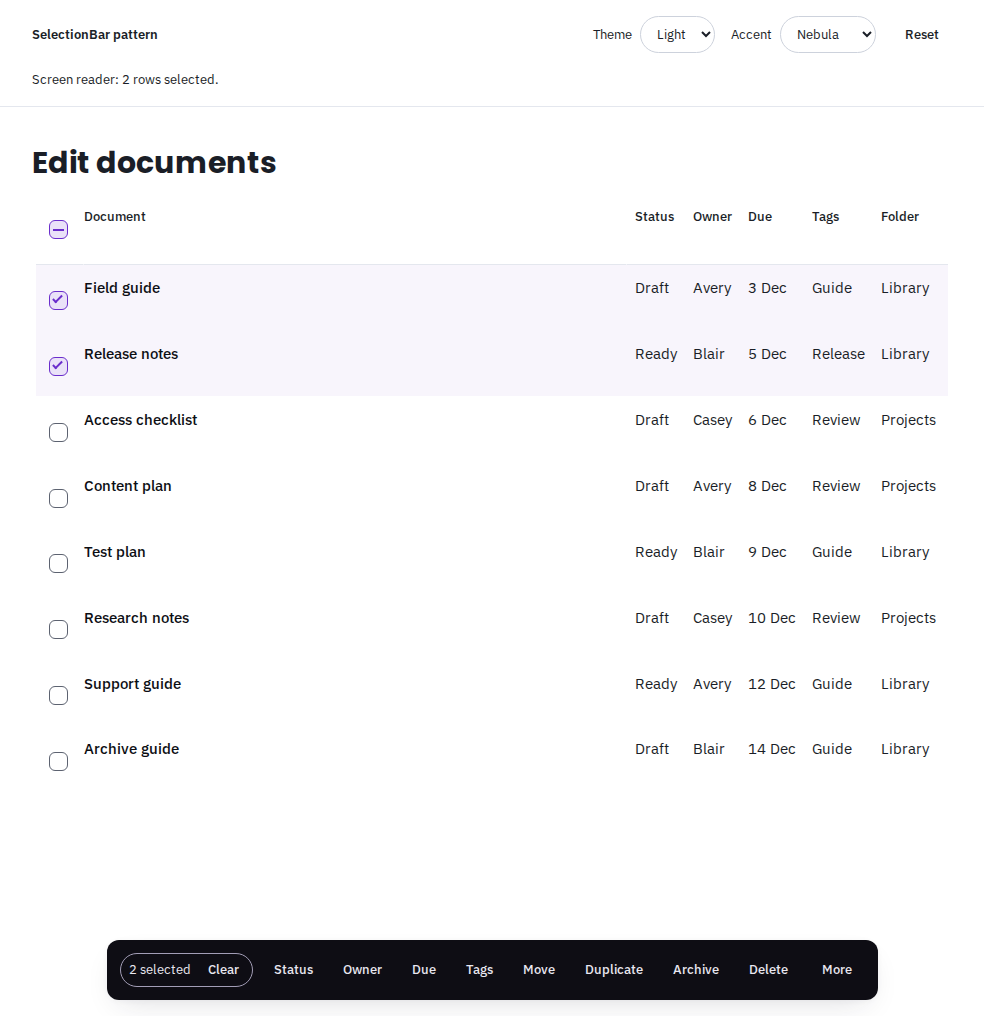 SelectionBar pattern Theme Light Accent Nebula Reset
Screen reader: 2 rows selected.
Edit documents
Document Status Owner Due Tags Folder
Field guide Draft Avery 3 Dec Guide Library
Release notes Ready Blair 5 Dec Release Library
Access checklist Draft Casey 6 Dec Review Projects
Content plan Draft Avery 8 Dec Review Projects
Test plan Ready Blair 9 Dec Guide Library
Research notes Draft Casey 10 Dec Review Projects
Support guide Ready Avery 12 Dec Guide Library
Archive guide Draft Blair 14 Dec Guide Library
2 selected Clear Status Owner Due Tags Move Duplicate Archive Delete More